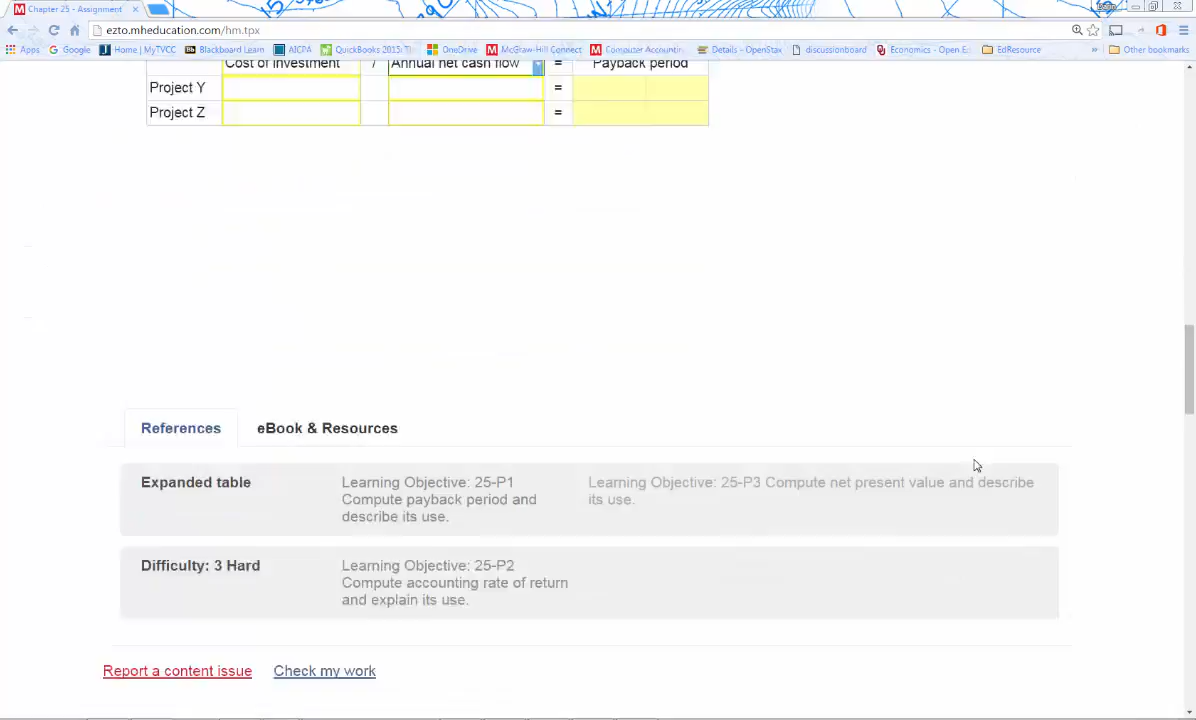 Chapter 25 - Assignment
ezto.mheducation.com/hm.tpx
Apps Google Home | MyTVCC Blackboard Learn AICPA QuickBooks 2015: T OneDrive McGraw-Hill Connect Computer Accountin Details - OpenStax discussionboard Economics - Open E EdResource » Other bookmarks
Cost of investment / Annual net cash flow = Payback period
Project Y =
Project Z =
References eBook & Resources
Expanded table
Learning Objective: 25-P1
Compute payback period and
describe its use.
Learning Objective: 25-P3 Compute net present value and describe
its use.
Difficulty: 3 Hard
Learning Objective: 25-P2
Compute accounting rate of return
and explain its use.
Report a content issue Check my work